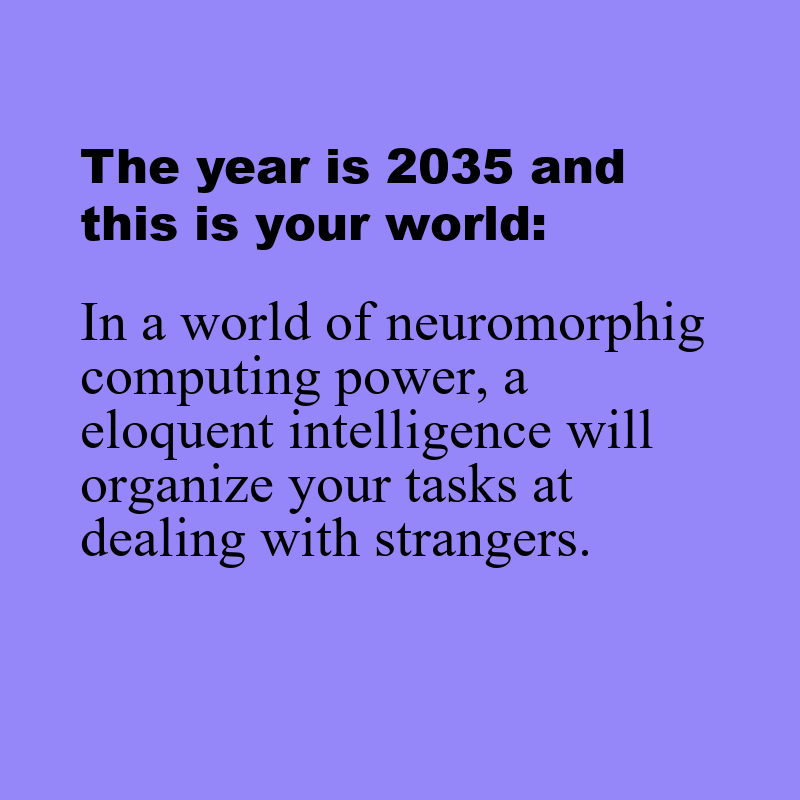 The year is 2035 and
this is your world:
In a world of neuromorphig
computing power, a
eloquent intelligence will
organize your tasks at
dealing with strangers.